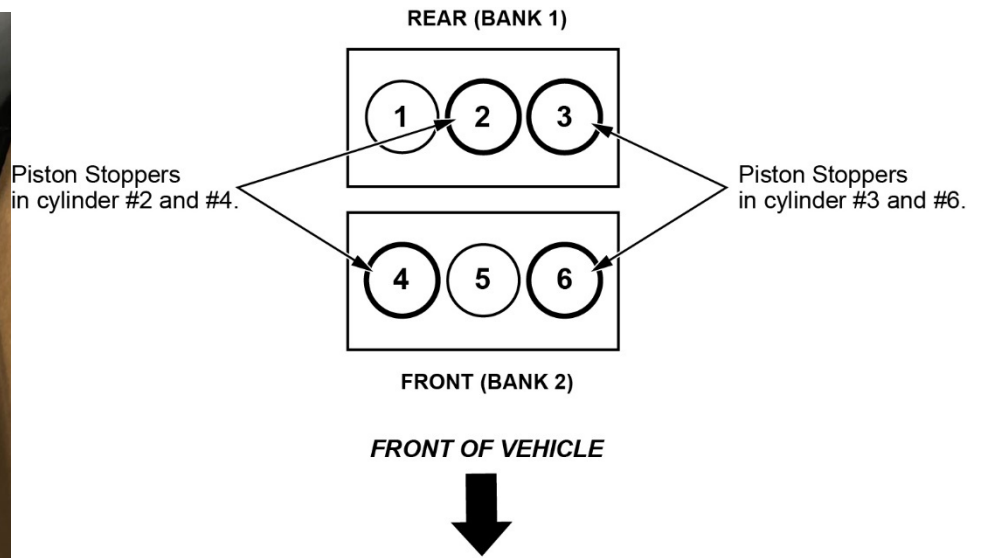 REAR (BANK 1)
1 2 3
Piston Stoppers
in cylinder #2 and #4.
Piston Stoppers
in cylinder #3 and #6.
4 5 6
FRONT (BANK 2)
FRONT OF VEHICLE